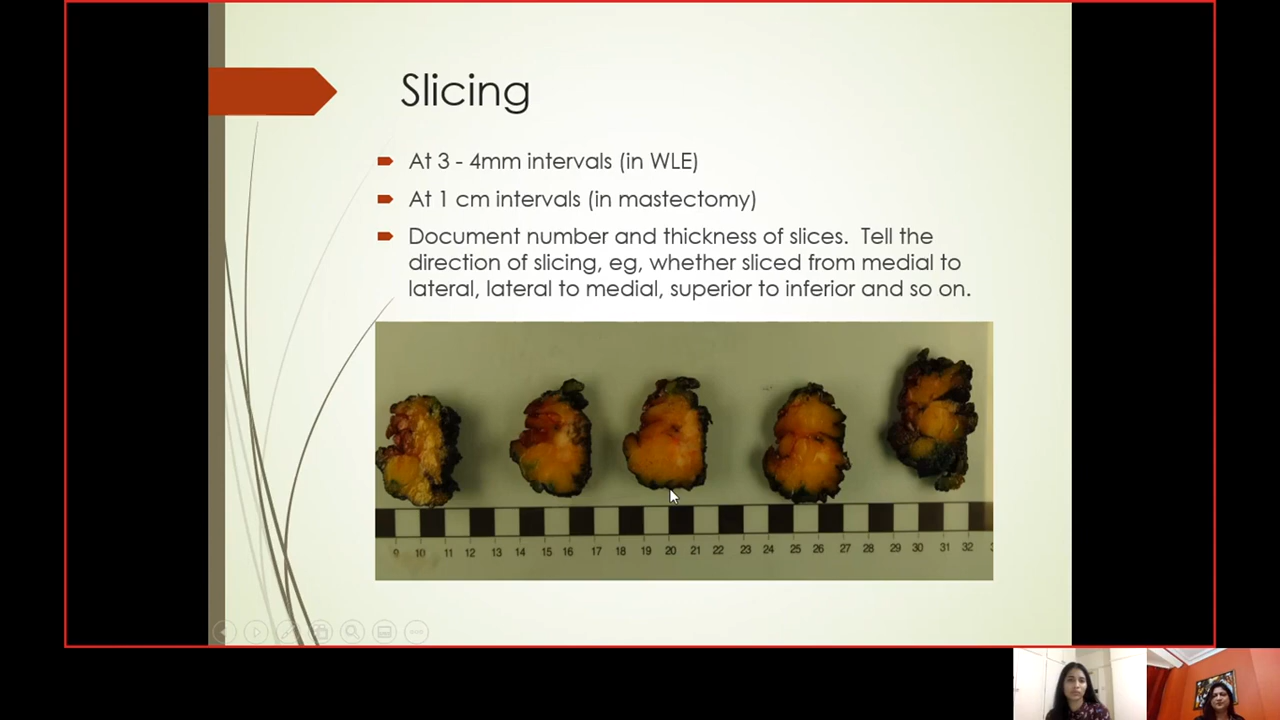 Slicing
At 3 - 4mm intervals (in WLE)
At 1 cm intervals (in mastectomy)
Document number and thickness of slices. Tell the
direction of slicing, eg, whether sliced from medial to
lateral, lateral to medial, superior to inferior and so on.
9 10 11 12 13 14 15 16 17 18 19 20 21 22 23 24 25 26 27 28 29 30 31 32